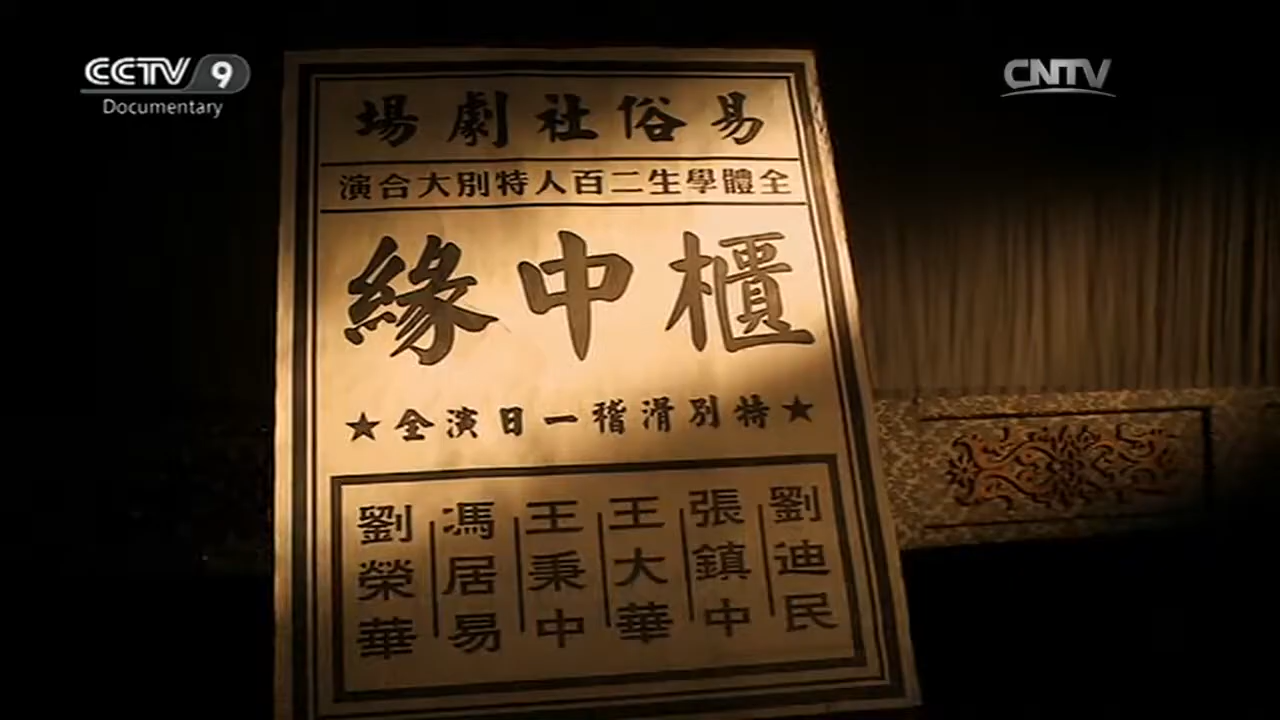 CCTV 9
Documentary
CNTV
易俗社劇場
全體學生二百人特別大合演
櫃中緣
★特別滑稽一日演全★
劉迪民
張鎮中
王大華
王秉中
馮居易
劉榮華